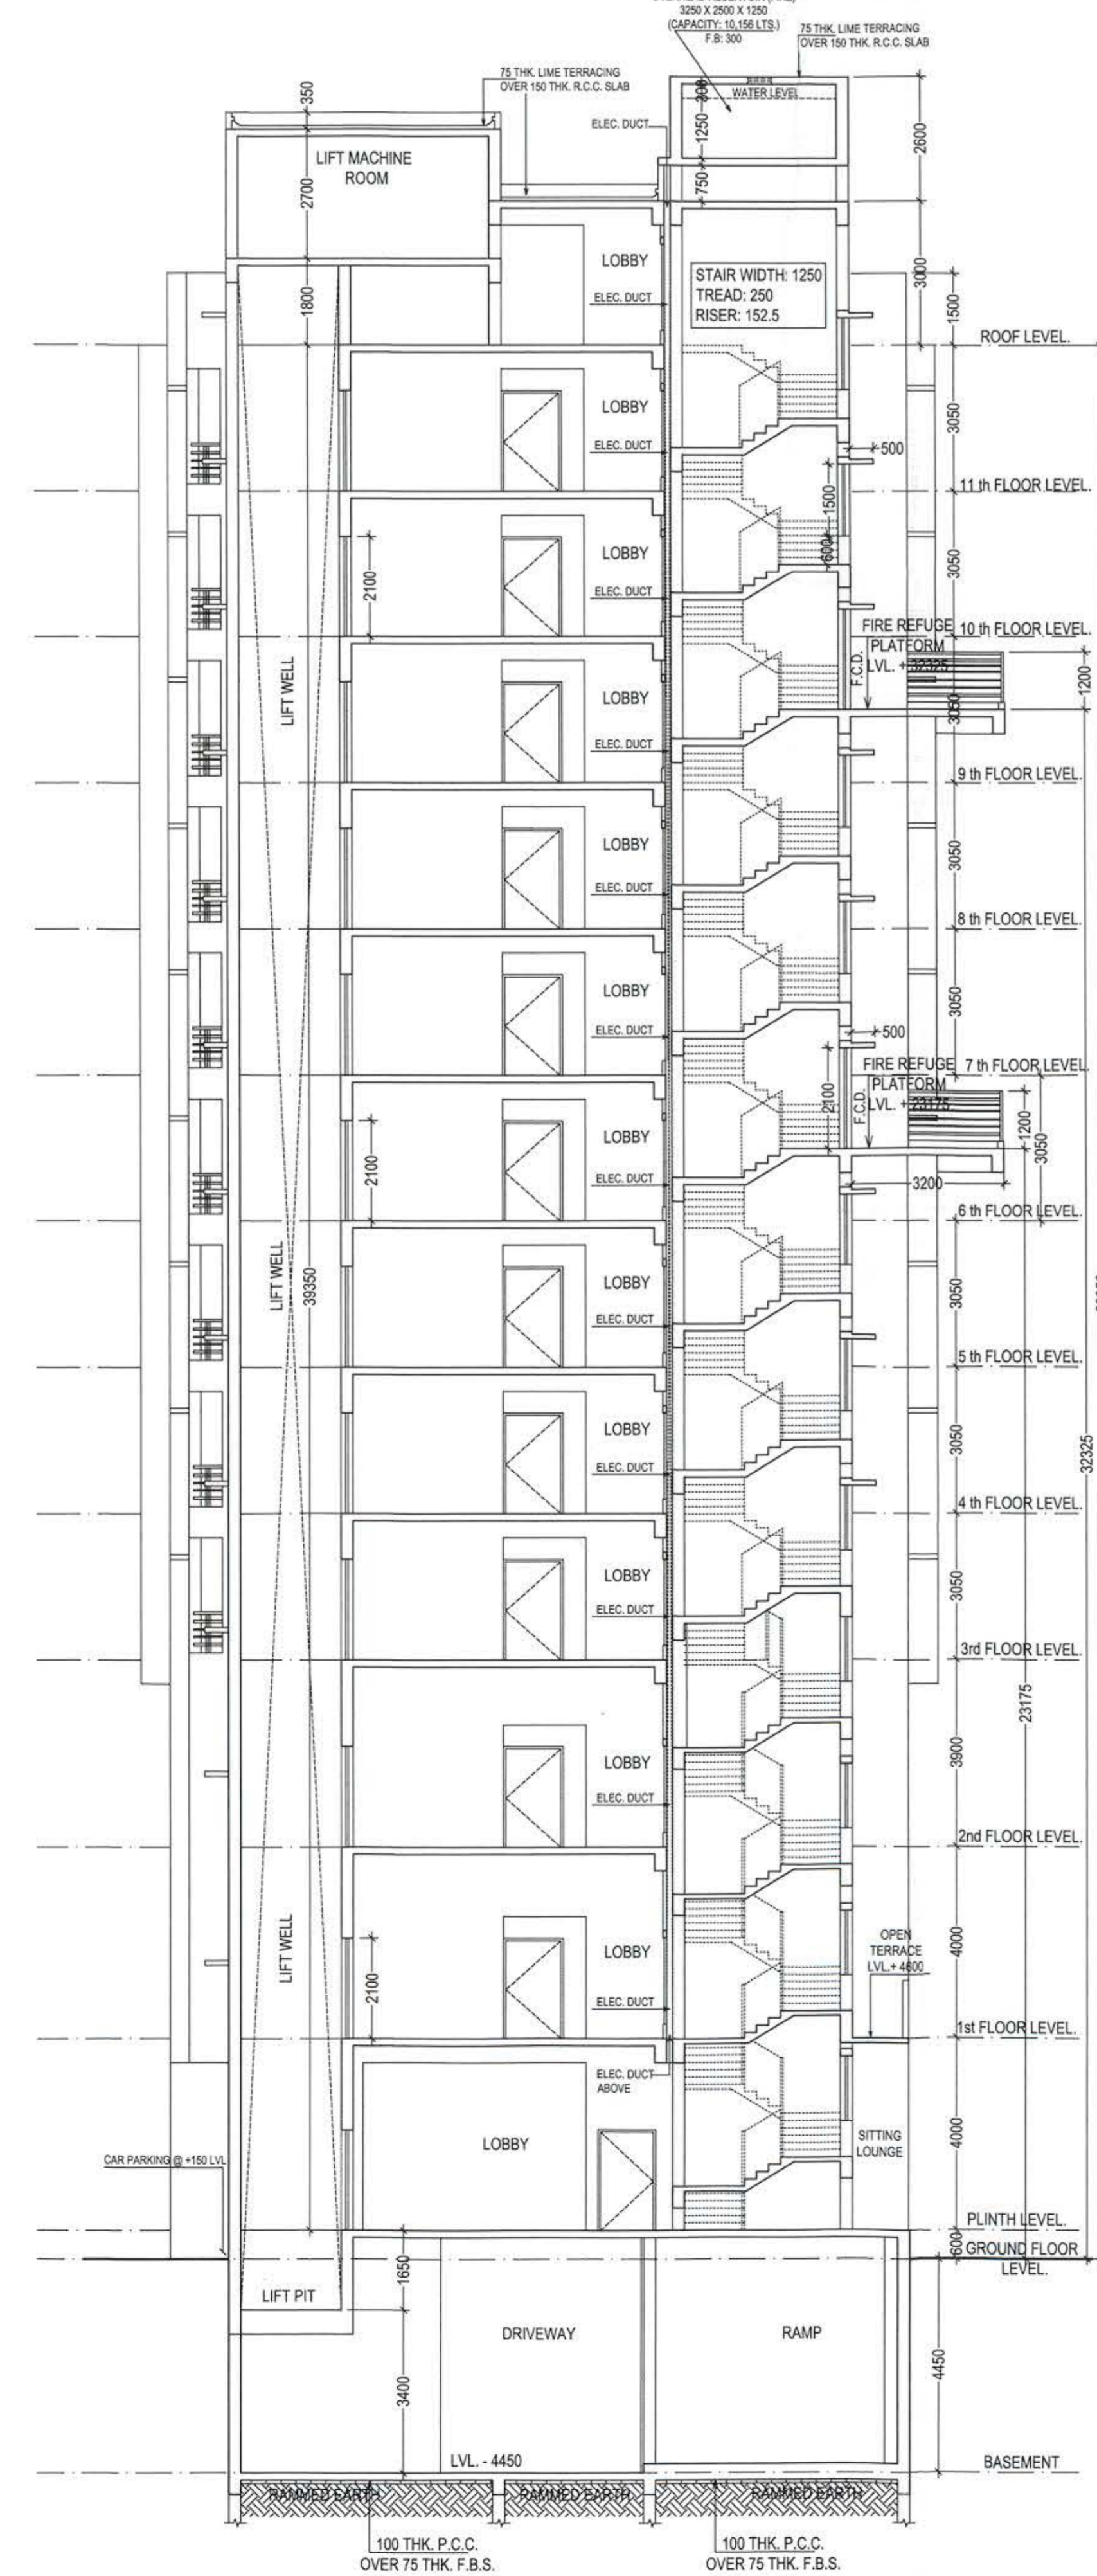 3250 X 2500 X 1250
(CAPACITY: 10,156 LTS.)
F.B: 300
75 THK. LIME TERRACING
OVER 150 THK. R.C.C. SLAB
75 THK. LIME TERRACING
OVER 150 THK. R.C.C. SLAB
350
WATER LEVEL
300
1250
2600
ELEC. DUCT
LIFT MACHINE
ROOM
2700
750
LOBBY
STAIR WIDTH: 1250
TREAD: 250
RISER: 152.5
3000
ELEC. DUCT
1800
1500
ROOF LEVEL.
LOBBY
ELEC. DUCT
3050
500
11 th FLOOR LEVEL.
1500
LOBBY
600
2100
ELEC. DUCT
3050
10 th FLOOR LEVEL.
FIRE REFUGE
PLATFORM
LVL. + 32325
F.C.D.
1200
LIFT WELL
LOBBY
3050
ELEC. DUCT
9 th FLOOR LEVEL.
LOBBY
3050
ELEC. DUCT
8 th FLOOR LEVEL.
LOBBY
3050
ELEC. DUCT
500
7 th FLOOR LEVEL.
FIRE REFUGE
PLATFORM
LVL. + 23175
F.C.D.
2100
1200
3050
2100
LOBBY
ELEC. DUCT
3200
6 th FLOOR LEVEL.
LIFT WELL
39350
LOBBY
3050
ELEC. DUCT
5 th FLOOR LEVEL.
LOBBY
3050
32325
ELEC. DUCT
4 th FLOOR LEVEL.
LOBBY
3050
ELEC. DUCT
3rd FLOOR LEVEL.
23175
LOBBY
3900
ELEC. DUCT
2nd FLOOR LEVEL.
LIFT WELL
OPEN
TERRACE
LVL.+ 4600
LOBBY
4000
2100
ELEC. DUCT
1st FLOOR LEVEL.
ELEC. DUCT
ABOVE
LOBBY
SITTING
LOUNGE
4000
CAR PARKING @ +150 LVL
PLINTH LEVEL.
600
GROUND FLOOR
LEVEL.
1650
LIFT PIT
DRIVEWAY
RAMP
4450
3400
LVL. - 4450
BASEMENT
RAMMED EARTH
RAMMED EARTH
RAMMED EARTH
100 THK. P.C.C.
OVER 75 THK. F.B.S.
100 THK. P.C.C.
OVER 75 THK. F.B.S.